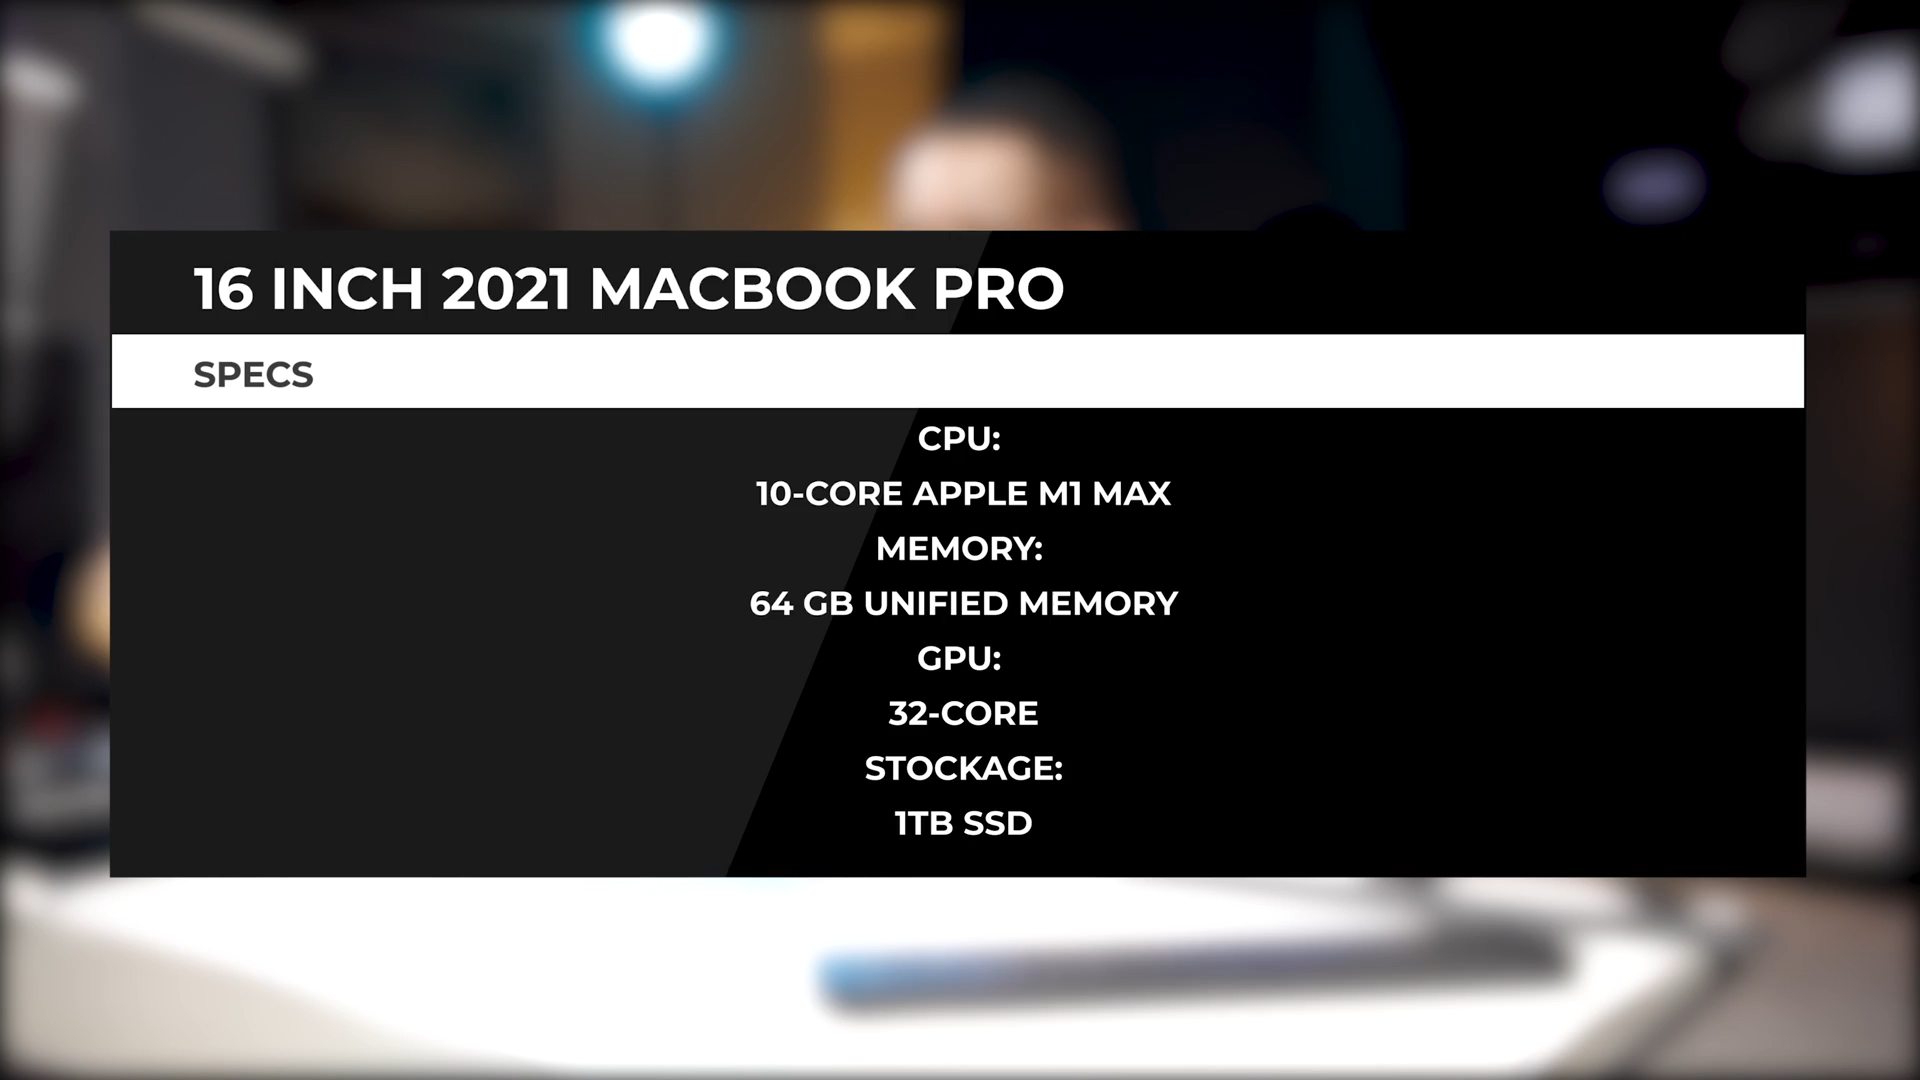 16 INCH 2021 MACBOOK PRO
SPECS
CPU:
10-CORE APPLE M1 MAX
MEMORY:
64 GB UNIFIED MEMORY
GPU:
32-CORE
STOCKAGE:
1TB SSD